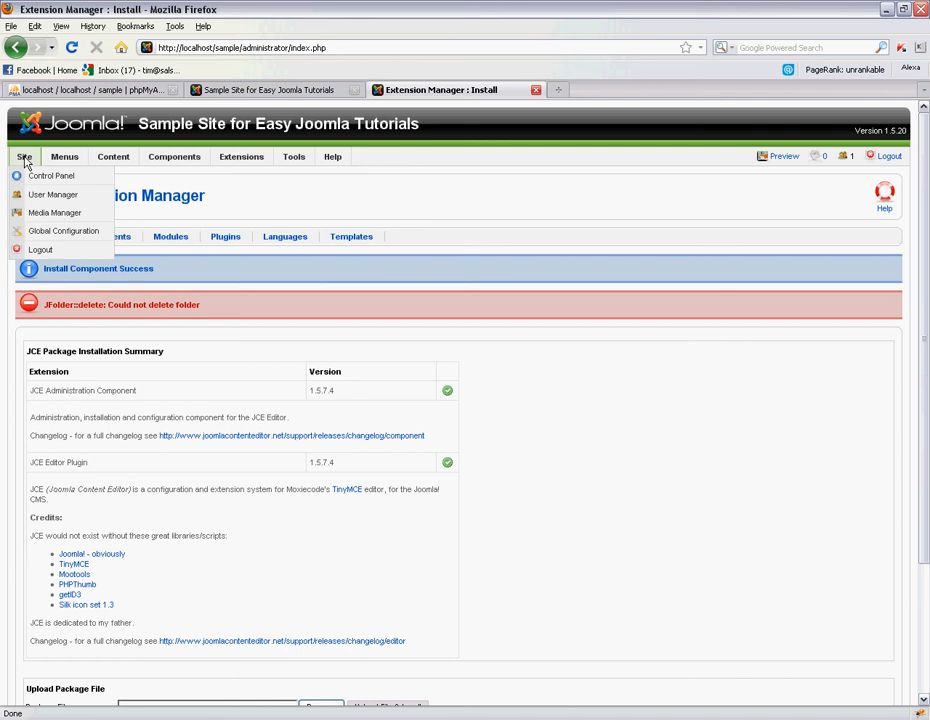 Extension Manager : Install - Mozilla Firefox
File Edit View History Bookmarks Tools Help
http://localhost/sample/administrator/index.php
Google Powered Search
Facebook | Home Inbox (17) - tim@sals...
PageRank: unrankable Alexa
localhost / localhost / sample | phpMyA... Sample Site for Easy Joomla Tutorials Extension Manager : Install
Joomla! Sample Site for Easy Joomla Tutorials
Version 1.5.20
Site Menus Content Components Extensions Tools Help Preview 0 1 Logout
Control Panel
User Manager
Media Manager
Global Configuration
Logout
nsion Manager
Help
ents Modules Plugins Languages Templates
Install Component Success
JFolder::delete: Could not delete folder
JCE Package Installation Summary
Extension Version
JCE Administration Component 1.5.7.4
Administration, installation and configuration component for the JCE Editor.
Changelog - for a full changelog see http://www.joomlacontenteditor.net/support/releases/changelog/component
JCE Editor Plugin 1.5.7.4
JCE (Joomla Content Editor) is a configuration and extension system for Moxiecode's TinyMCE editor, for the Joomla!
CMS.
Credits:
JCE would not exist without these great libraries/scripts:
Joomla! - obviously
TinyMCE
Mootools
PHPThumb
getID3
Silk icon set 1.3
JCE is dedicated to my father.
Changelog - for a full changelog see http://www.joomlacontenteditor.net/support/releases/changelog/editor
Upload Package File
Done